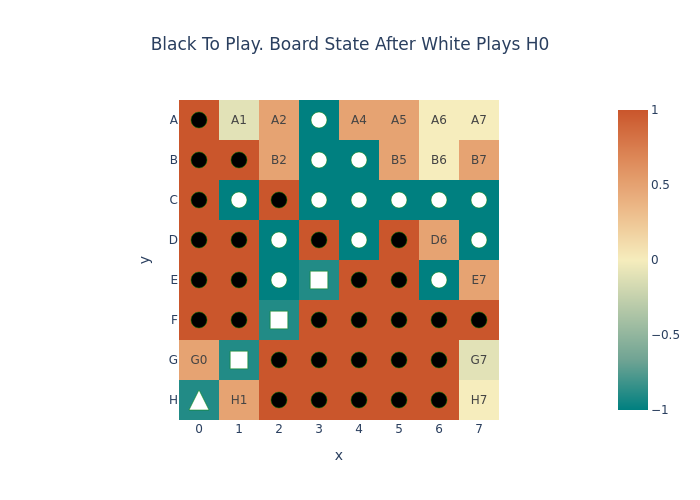 Black To Play. Board State After White Plays H0
A A1 A2 A4 A5 A6 A7
B B2 B5 B6 B7
C
D D6
E E7
F
G G0 G7
H H1 H7
0 1 2 3 4 5 6 7
x
y
1
0.5
0
−0.5
−1